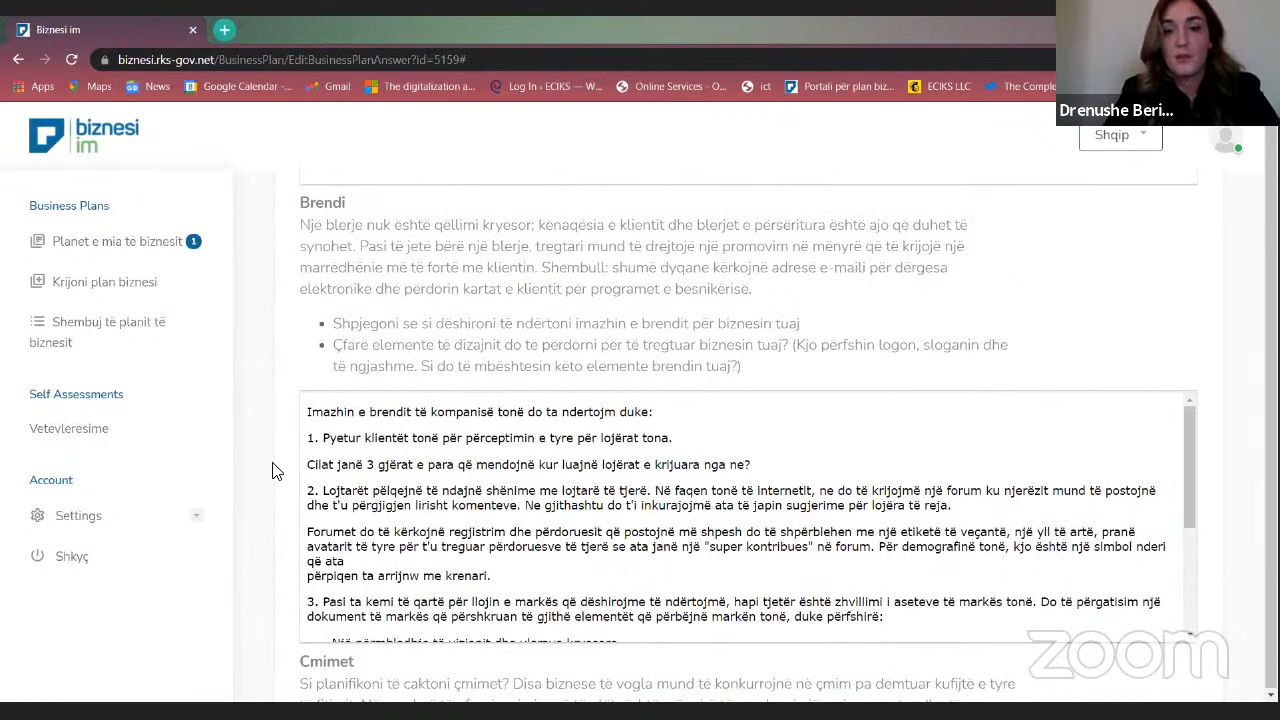 Biznesi im
biznesi.rks-gov.net/BusinessPlan/EditBusinessPlanAnswer?id=5159#
Apps Maps News Google Calendar -... Gmail The digitalization a... Log In ‹ ECIKS — W... Online Services - O... ict Portali për plan biz... ECIKS LLC The Comple
Drenushe Beri...
biznesi
im
Shqip
Business Plans
Planet e mia të biznesit 1
Krijoni plan biznesi
Shembuj të planit të
biznesit
Self Assessments
Vetëvlerësime
Account
Settings
Shkyç
Brendi
Një blerje nuk është qëllimi kryesor; kënaqësia e klientit dhe blerjet e përsëritura është ajo që duhet të
synohet. Pasi të jetë bërë një blerje, tregtari mund të drejtojë një promovim në mënyrë që të krijojë një
marrëdhënie më të fortë me klientin. Shembull: shumë dyqane kërkojnë adresë e-maili për dërgesa
elektronike dhe përdorin kartat e klientit për programet e besnikërisë.
• Shpjegoni se si dëshironi të ndërtoni imazhin e brendit për biznesin tuaj
• Çfarë elemente të dizajnit do të përdorni për të tregtuar biznesin tuaj? (Kjo përfshin logon, sloganin dhe
të ngjashme. Si do të mbështesin këto elemente brendin tuaj?)
Imazhin e brendit të kompanisë tonë do ta ndertojm duke:
1. Pyetur klientët tonë për përceptimin e tyre për lojërat tona.
Cilat janë 3 gjërat e para që mendojnë kur luajnë lojërat e krijuara nga ne?
2. Lojtarët pëlqejnë të ndajnë shënime me lojtarë të tjerë. Në faqen tonë të internetit, ne do të krijojmë një forum ku njerëzit mund të postojnë
dhe t'u përgjigjen lirisht komenteve. Ne gjithashtu do t'i inkurajojmë ata të japin sugjerime për lojëra të reja.
Forumet do të kërkojnë regjistrim dhe përdoruesit që postojnë më shpesh do të shpërblehen me një etiketë të veçantë, një yll të artë, pranë
avatarit të tyre për t'u treguar përdoruesve të tjerë se ata janë një "super kontribues" në forum. Për demografinë tonë, kjo është një simbol nderi
që ata
përpiqen ta arrijnw me krenari.
3. Pasi ta kemi të qartë për llojin e markës që dëshirojme të ndërtojmë, hapi tjetër është zhvillimi i aseteve të markës tonë. Do të përgatisim një
dokument të markës që përshkruan të gjithë elementët që përbëjnë markën tonë, duke përfshirë:
Një përmbledhje të vizionit dhe vlerave kryesore
Cmimet
Si planifikoni të caktoni çmimet? Disa biznese të vogla mund të konkurrojnë në çmim pa dëmtuar kufijtë e tyre
zoom